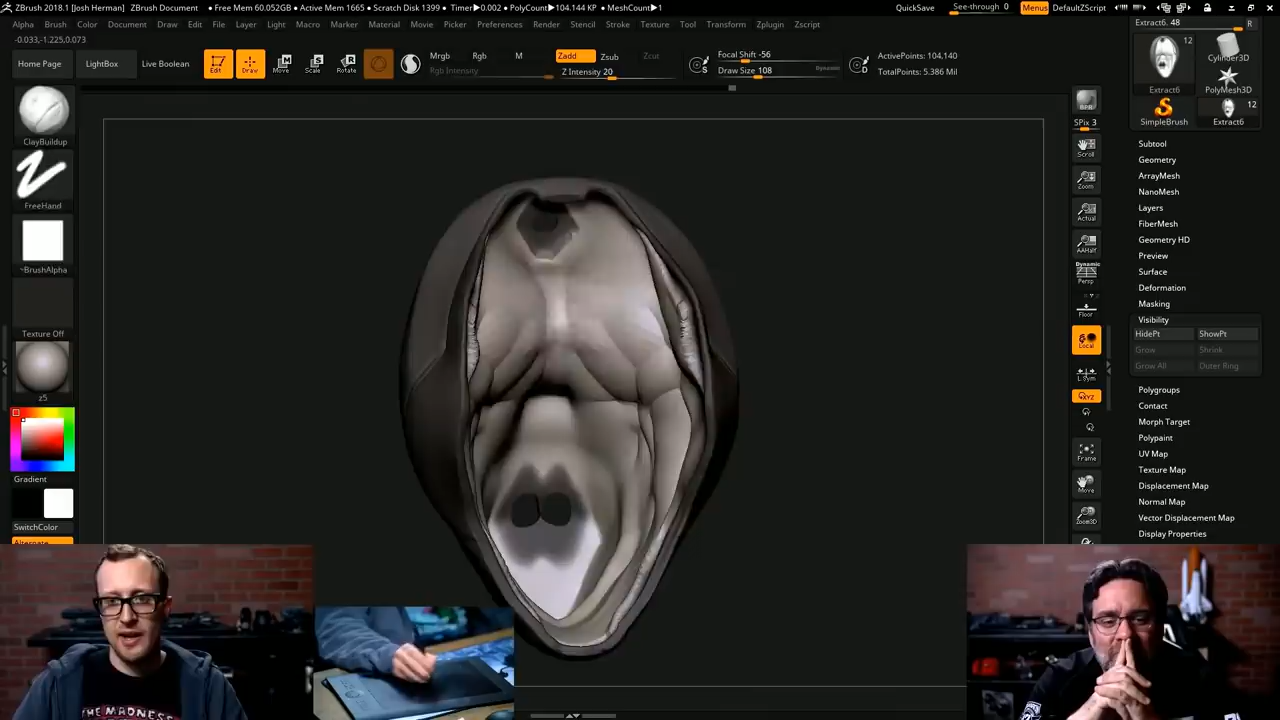 ZBrush 2018.1 [Josh Herman]   ZBrush Document   • Free Mem 60.052GB • Active Mem 1665 • Scratch Disk 1399 • Timer▸0.002 • PolyCount▸104.144 KP • MeshCount▸1
QuickSave
See-through 0
Menus
DefaultZScript
Alpha
Brush
Color
Document
Draw
Edit
File
Layer
Light
Macro
Marker
Material
Movie
Picker
Preferences
Render
Stencil
Stroke
Texture
Tool
Transform
Zplugin
Zscript
-0.033,-1.225,0.073
Home Page
LightBox
Live Boolean
Edit
Draw
Move
Scale
Rotate
Mrgb
Rgb
M
Rgb Intensity
Zadd
Zsub
Zcut
Z Intensity 20
S
Focal Shift -56
Draw Size 108
Dynamic
D
ActivePoints: 104,140
TotalPoints: 5.386 Mil
ClayBuildup
FreeHand
~BrushAlpha
Texture Off
z5
Gradient
SwitchColor
Alternate
BPR
SPix 3
Scroll
Zoom
Actual
AAHalf
Dynamic
Persp
Floor
Local
L.Sym
XYZ
Frame
Move
Zoom3D
Extract6. 48
R
12
Extract6
Cylinder3D
PolyMesh3D
SimpleBrush
12
Extract6
Subtool
Geometry
ArrayMesh
NanoMesh
Layers
FiberMesh
Geometry HD
Preview
Surface
Deformation
Masking
Visibility
HidePt
ShowPt
Grow
Shrink
Grow All
Outer Ring
Polygroups
Contact
Morph Target
Polypaint
UV Map
Texture Map
Displacement Map
Normal Map
Vector Displacement Map
Display Properties
THE MADNESS